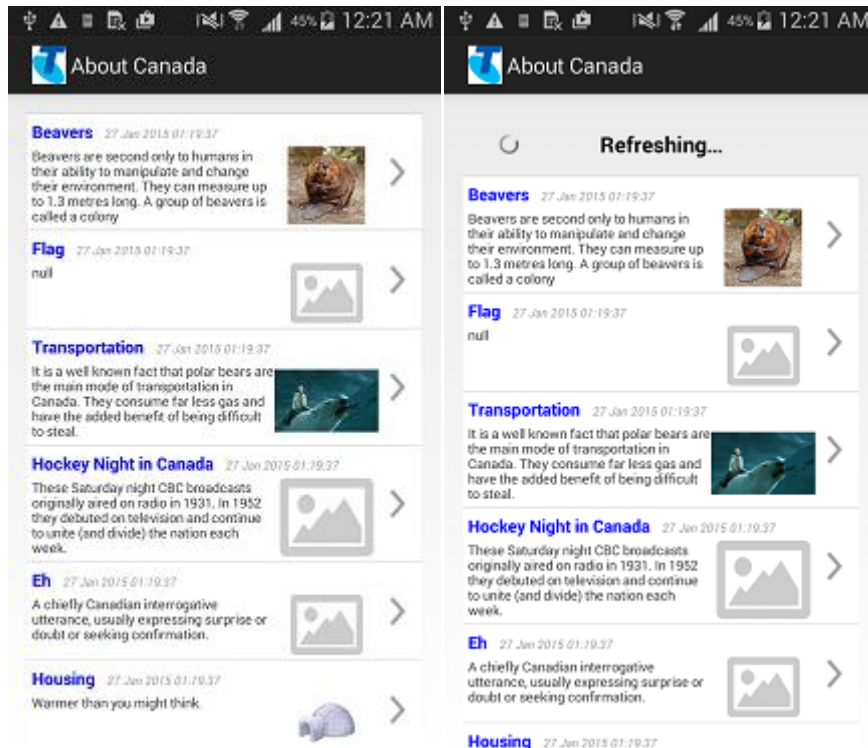 45% 12:21 AM
About Canada
Beavers 27 Jan 2015 01:19:37
Beavers are second only to humans in
their ability to manipulate and change
their environment. They can measure up
to 1.3 metres long. A group of beavers is
called a colony
Flag 27 Jan 2015 01:19:37
null
Transportation 27 Jan 2015 01:19:37
It is a well known fact that polar bears are
the main mode of transportation in
Canada. They consume far less gas and
have the added benefit of being difficult
to steal.
Hockey Night in Canada 27 Jan 2015 01:19:37
These Saturday night CBC broadcasts
originally aired on radio in 1931. In 1952
they debuted on television and continue
to unite (and divide) the nation each
week.
Eh 27 Jan 2015 01:19:37
A chiefly Canadian interrogative
utterance, usually expressing surprise or
doubt or seeking confirmation.
Housing 27 Jan 2015 01:19:37
Warmer than you might think.
45% 12:21 AM
About Canada
Refreshing...
Beavers 27 Jan 2015 01:19:37
Beavers are second only to humans in
their ability to manipulate and change
their environment. They can measure up
to 1.3 metres long. A group of beavers is
called a colony
Flag 27 Jan 2015 01:19:37
null
Transportation 27 Jan 2015 01:19:37
It is a well known fact that polar bears are
the main mode of transportation in
Canada. They consume far less gas and
have the added benefit of being difficult
to steal.
Hockey Night in Canada 27 Jan 2015 01:19:37
These Saturday night CBC broadcasts
originally aired on radio in 1931. In 1952
they debuted on television and continue
to unite (and divide) the nation each
week.
Eh 27 Jan 2015 01:19:37
A chiefly Canadian interrogative
utterance, usually expressing surprise or
doubt or seeking confirmation.
Housing 27 Jan 2015 01:19:37